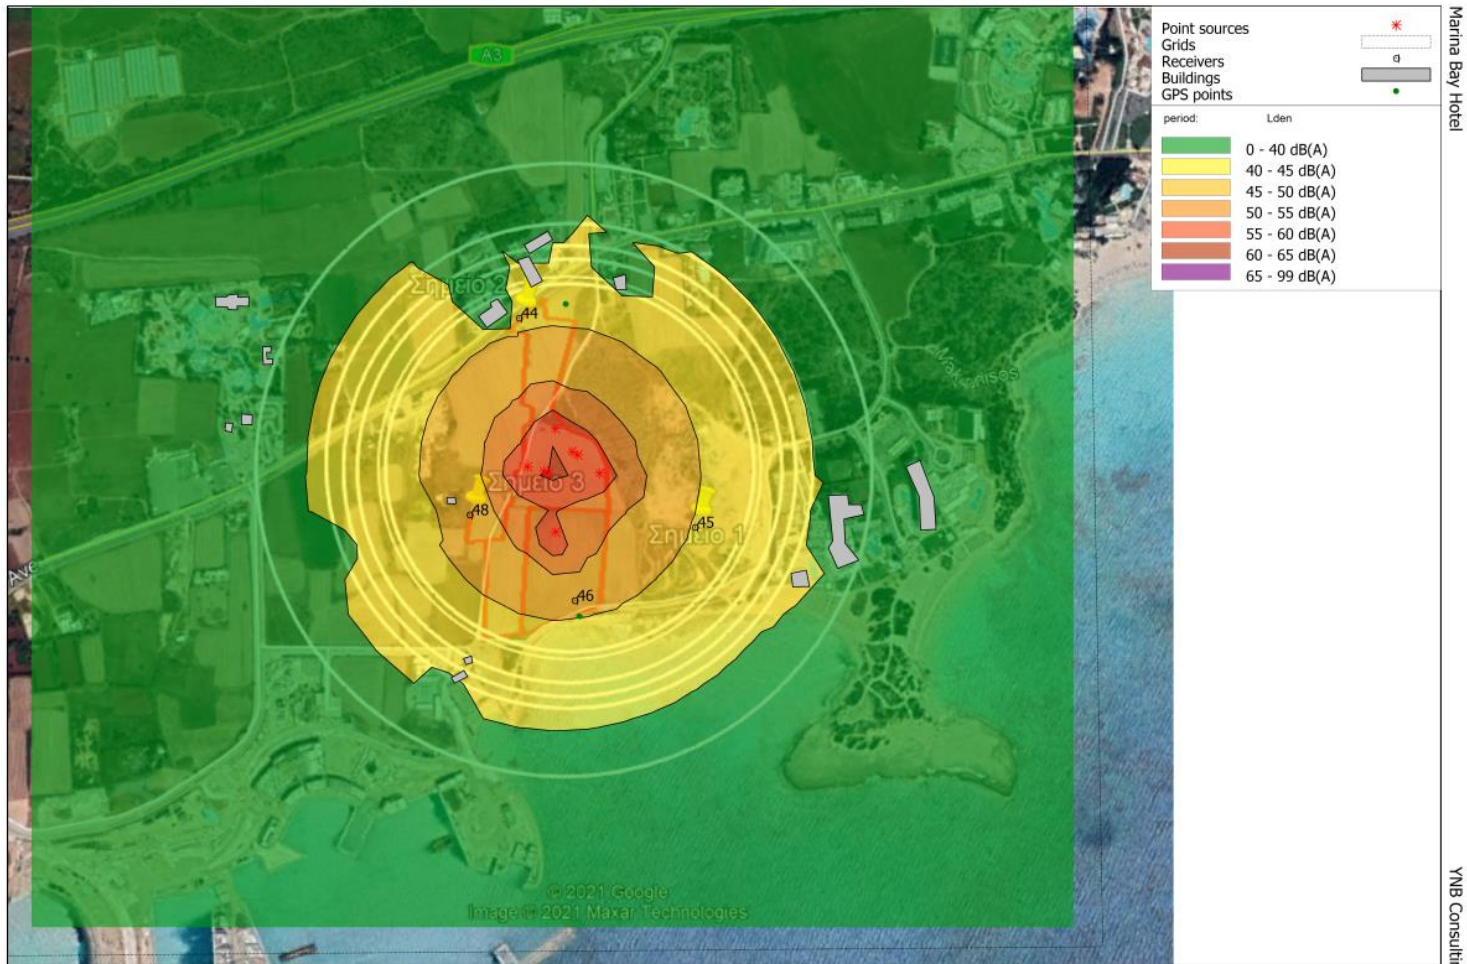 A3
Σημείο 2
44
Makronisos
Σημείο 3
48
45
Σημείο 1
46
Ave
© 2021 Google
Image © 2021 Maxar Technologies
Point sources
Grids
Receivers
Buildings
GPS points
period: Lden
0 - 40 dB(A)
40 - 45 dB(A)
45 - 50 dB(A)
50 - 55 dB(A)
55 - 60 dB(A)
60 - 65 dB(A)
65 - 99 dB(A)
Marina Bay Hotel
YNB Consulti